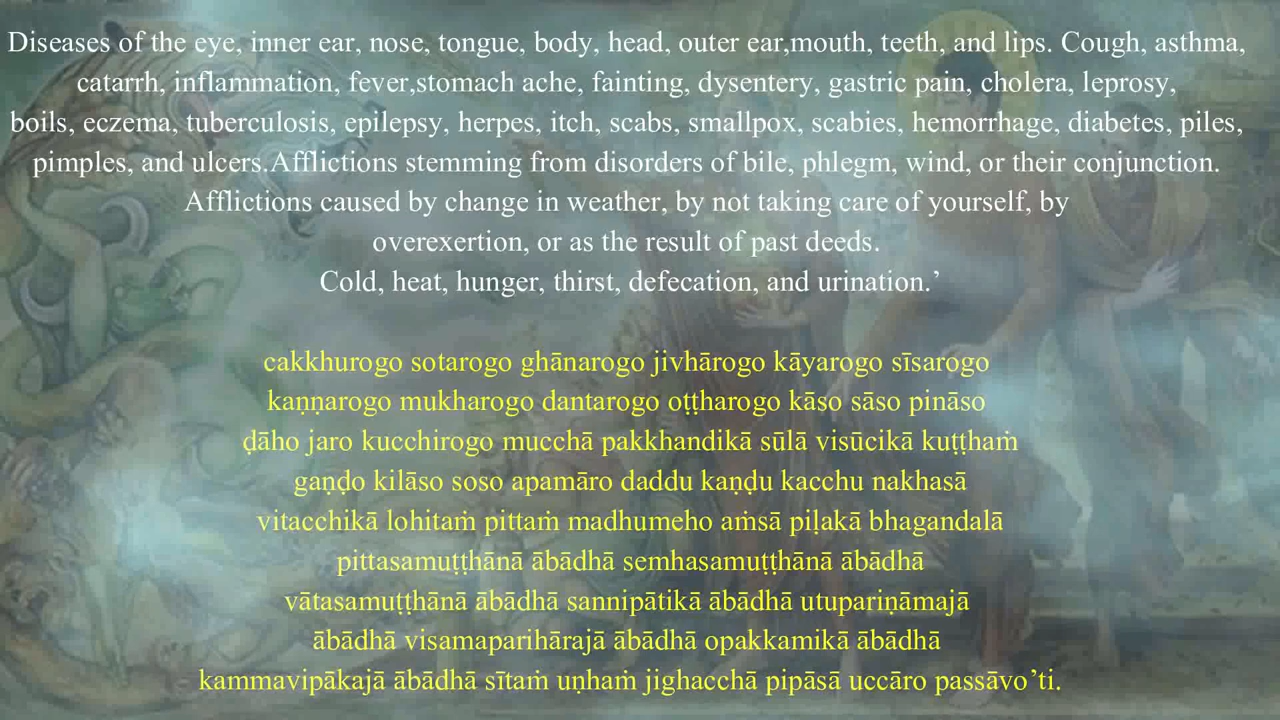 Diseases of the eye, inner ear, nose, tongue, body, head, outer ear,mouth, teeth, and lips. Cough, asthma,
catarrh, inflammation, fever,stomach ache, fainting, dysentery, gastric pain, cholera, leprosy,
boils, eczema, tuberculosis, epilepsy, herpes, itch, scabs, smallpox, scabies, hemorrhage, diabetes, piles,
pimples, and ulcers.Afflictions stemming from disorders of bile, phlegm, wind, or their conjunction.
Afflictions caused by change in weather, by not taking care of yourself, by
overexertion, or as the result of past deeds.
Cold, heat, hunger, thirst, defecation, and urination.’
cakkhurogo sotarogo ghānarogo jivhārogo kāyarogo sīsarogo
kaṇṇarogo mukharogo dantarogo oṭṭharogo kāso sāso pināso
ḍāho jaro kucchirogo mucchā pakkhandikā sūlā visūcikā kuṭṭhaṁ
gaṇḍo kilāso soso apamāro daddu kaṇḍu kacchu nakhasā
vitacchikā lohitaṁ pittaṁ madhumeho aṁsā piḷakā bhagandalā
pittasamuṭṭhānā ābādhā semhasamuṭṭhānā ābādhā
vātasamuṭṭhānā ābādhā sannipātikā ābādhā utupariṇāmajā
ābādhā visamaparihārajā ābādhā opakkamikā ābādhā
kammavipākajā ābādhā sītaṁ uṇhaṁ jighacchā pipāsā uccāro passāvo’ti.